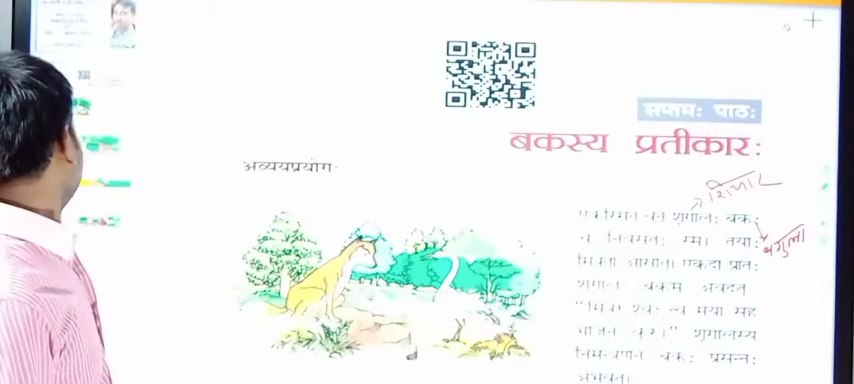 सप्तमः पाठः
बकस्य प्रतीकारः
अव्ययप्रयोगः
सियार
एकस्मिन् वने शृगालः बकः
बगुला
च निवसतः स्म। तयोः
मित्रता आसीत्। एकदा प्रातः
शृगालः बकम् अवदत्
"मित्र! श्वः त्वं मया सह
भोजनं कुरु।" शृगालस्य
निमन्त्रणेन बकः प्रसन्नः
अभवत्।